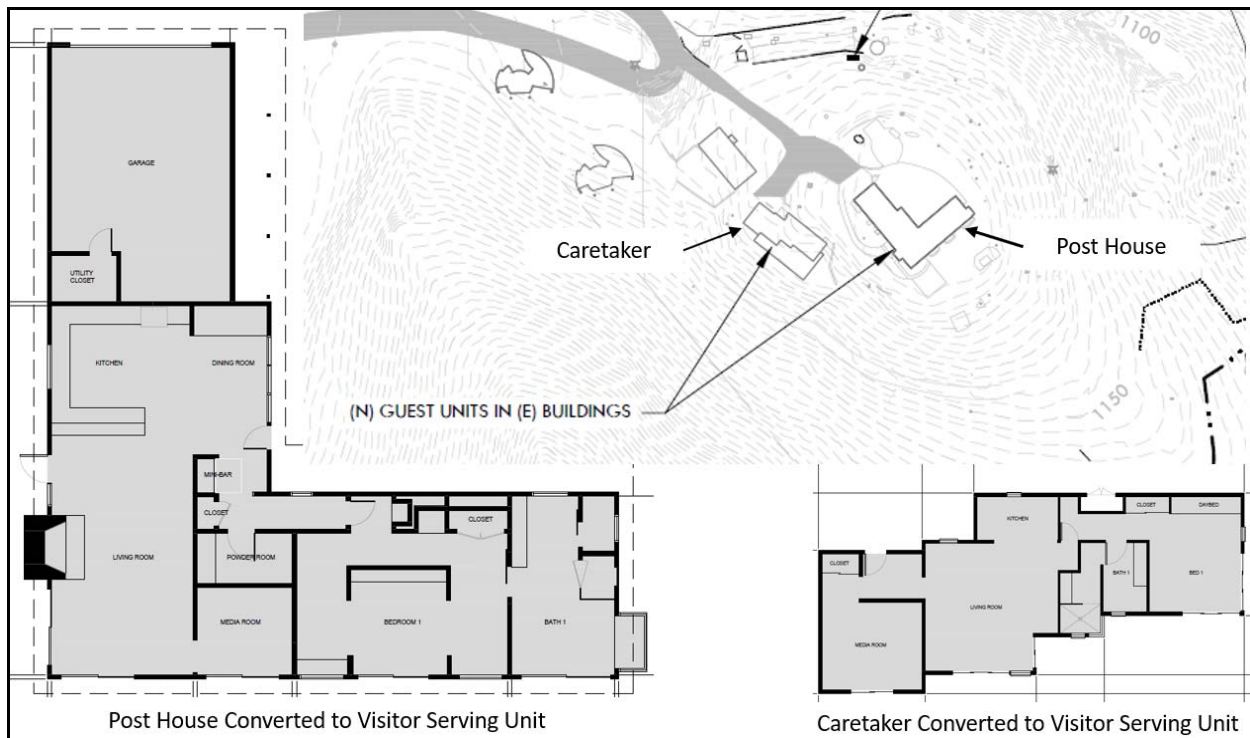 GARAGE
UTILITY
CLOSET
KITCHEN
DINING ROOM
MINI-BAR
CLOSET
POWDER ROOM
LIVING ROOM
MEDIA ROOM
CLOSET
BEDROOM 1
BATH 1
Post House Converted to Visitor Serving Unit
1100
Caretaker
Post House
(N) GUEST UNITS IN (E) BUILDINGS
1150
KITCHEN
CLOSET
DAYBED
CLOSET
BATH 1
BED 1
LIVING ROOM
MEDIA ROOM
Caretaker Converted to Visitor Serving Unit